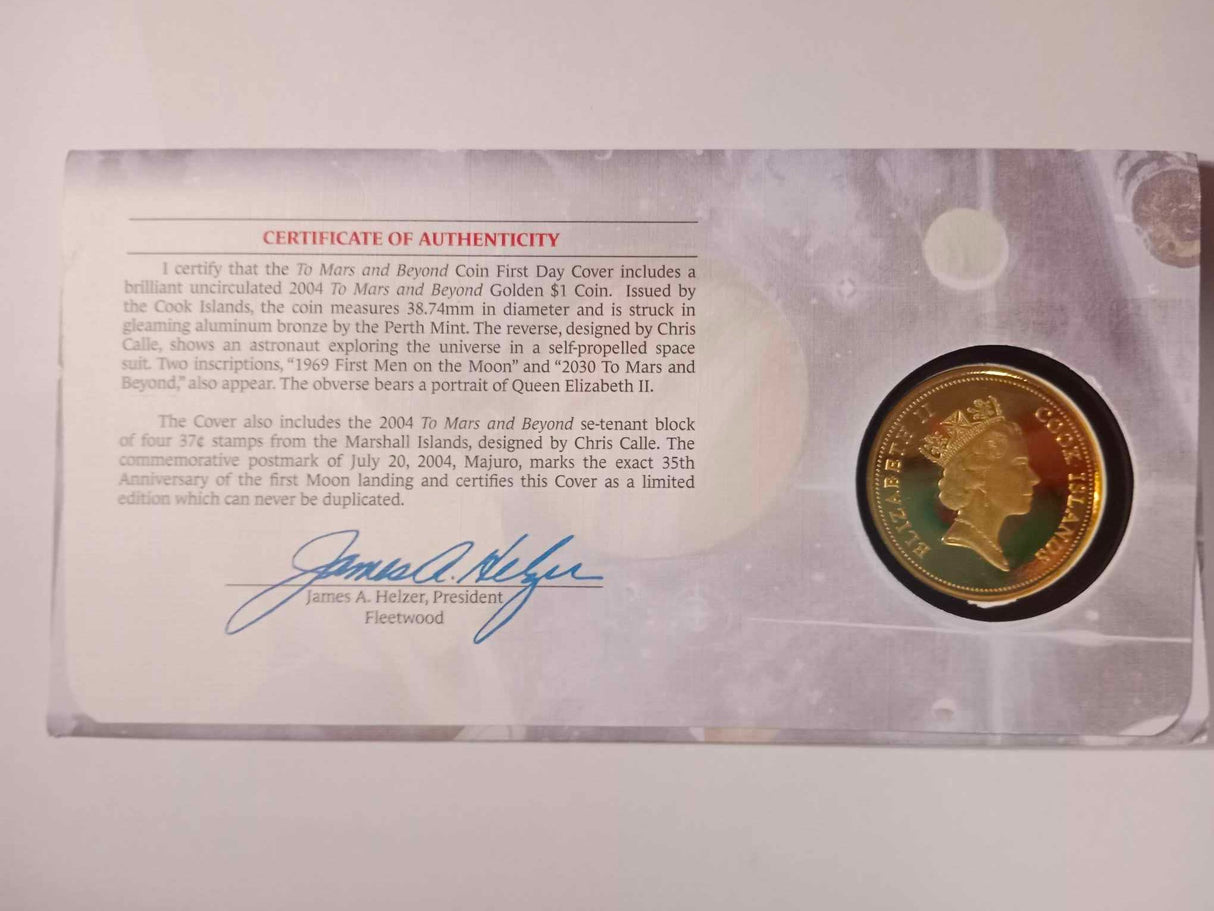 CERTIFICATE OF AUTHENTICITY
I certify that the To Mars and Beyond Coin First Day Cover includes a
brilliant uncirculated 2004 To Mars and Beyond Golden $1 Coin. Issued by
the Cook Islands, the coin measures 38.74mm in diameter and is struck in
gleaming aluminum bronze by the Perth Mint. The reverse, designed by Chris
Calle, shows an astronaut exploring the universe in a self-propelled space
suit. Two inscriptions, “1969 First Men on the Moon” and “2030 To Mars and
Beyond,” also appear. The obverse bears a portrait of Queen Elizabeth II.
The Cover also includes the 2004 To Mars and Beyond se-tenant block
of four 37¢ stamps from the Marshall Islands, designed by Chris Calle. The
commemorative postmark of July 20, 2004, Majuro, marks the exact 35th
Anniversary of the first Moon landing and certifies this Cover as a limited
edition which can never be duplicated.
James A. Helzer
James A. Helzer, President
Fleetwood
ELIZABETH II
COOK ISLANDS